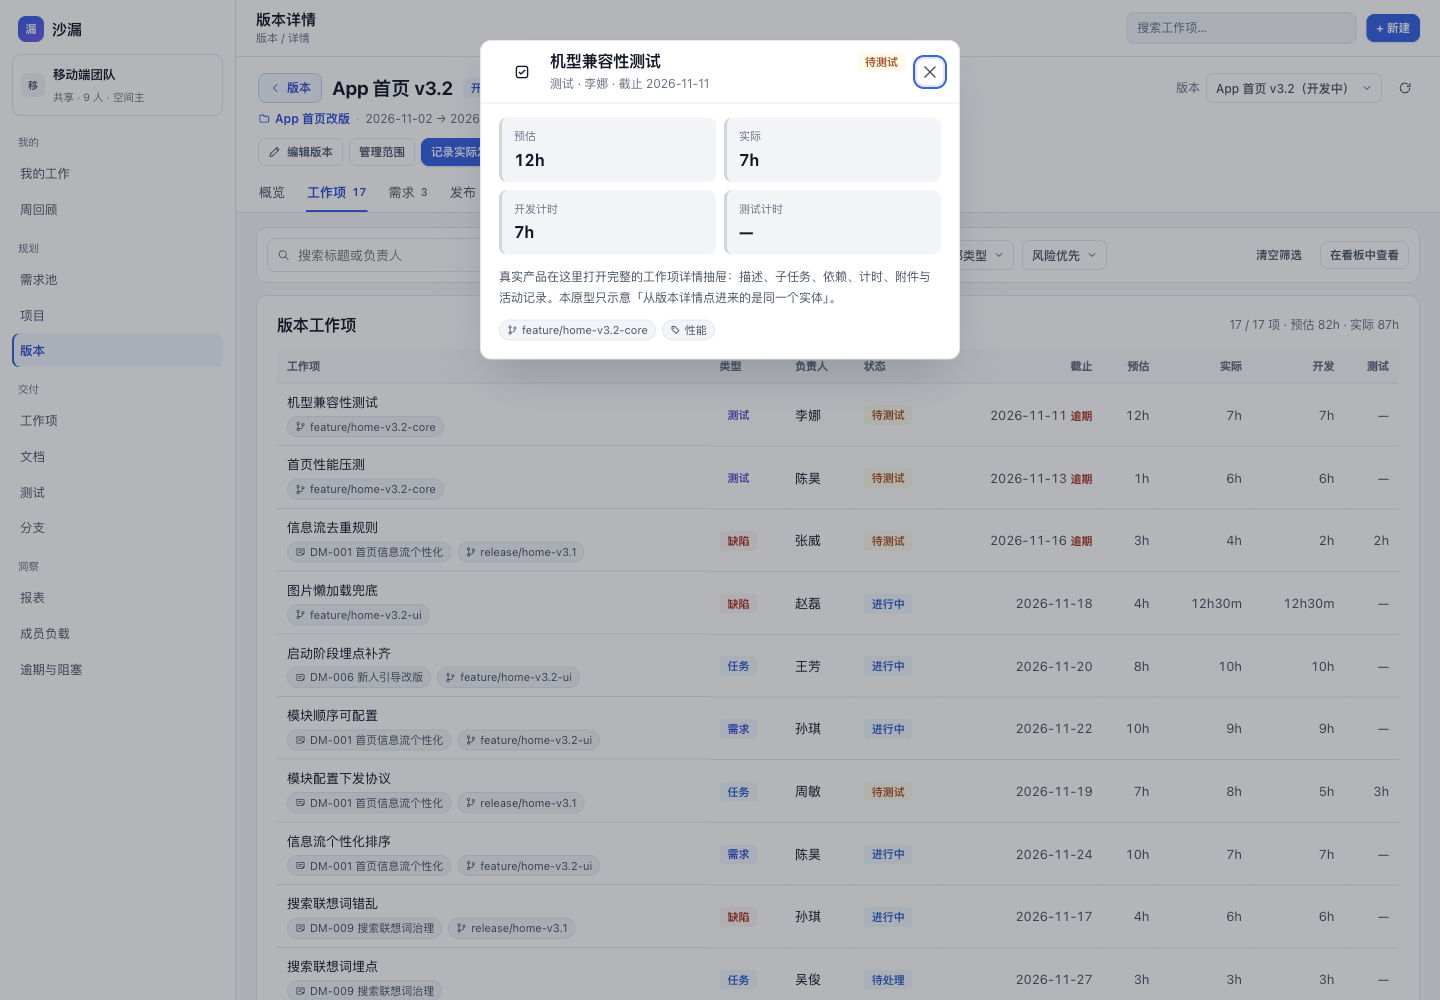 漏 沙漏
移 移动端团队
共享 · 9 人 · 空间主
我的
我的工作
周回顾
规划
需求池
项目
版本
交付
工作项
文档
测试
分支
洞察
报表
成员负载
逾期与阻塞
版本详情
版本 / 详情
搜索工作项...
+ 新建
版本
App 首页 v3.2
版本
App 首页 v3.2（开发中）
App 首页改版 · 2026-11-02 → 2026
编辑版本
管理范围
记录实际
概览
工作项 17
需求 3
发布
搜索标题或负责人
类型
风险优先
清空筛选
在看板中查看
机型兼容性测试
测试 · 李娜 · 截止 2026-11-11
待测试
预估
12h
实际
7h
开发计时
7h
测试计时
—
真实产品在这里打开完整的工作项详情抽屉：描述、子任务、依赖、计时、附件与
活动记录。本原型只示意「从版本详情点进来的是同一个实体」。
feature/home-v3.2-core
性能
版本工作项
17 / 17 项 · 预估 82h · 实际 87h
工作项 类型 负责人 状态 截止 预估 实际 开发 测试
机型兼容性测试
feature/home-v3.2-core
测试 李娜 待测试 2026-11-11 逾期 12h 7h 7h —
首页性能压测
feature/home-v3.2-core
测试 陈昊 待测试 2026-11-13 逾期 1h 6h 6h —
信息流去重规则
DM-001 首页信息流个性化 release/home-v3.1
缺陷 张威 待测试 2026-11-16 逾期 3h 4h 2h 2h
图片懒加载兜底
feature/home-v3.2-ui
缺陷 赵磊 进行中 2026-11-18 4h 12h30m 12h30m —
启动阶段埋点补齐
DM-006 新人引导改版 feature/home-v3.2-ui
任务 王芳 进行中 2026-11-20 8h 10h 10h —
模块顺序可配置
DM-001 首页信息流个性化 feature/home-v3.2-ui
需求 孙琪 进行中 2026-11-22 10h 9h 9h —
模块配置下发协议
DM-001 首页信息流个性化 release/home-v3.1
任务 周敏 待测试 2026-11-19 7h 8h 5h 3h
信息流个性化排序
DM-001 首页信息流个性化 feature/home-v3.2-ui
需求 陈昊 进行中 2026-11-24 10h 7h 7h —
搜索联想词错乱
DM-009 搜索联想词治理 release/home-v3.1
缺陷 孙琪 进行中 2026-11-17 4h 6h 6h —
搜索联想词埋点
DM-009 搜索联想词治理
任务 吴俊 待处理 2026-11-27 3h 3h 3h —